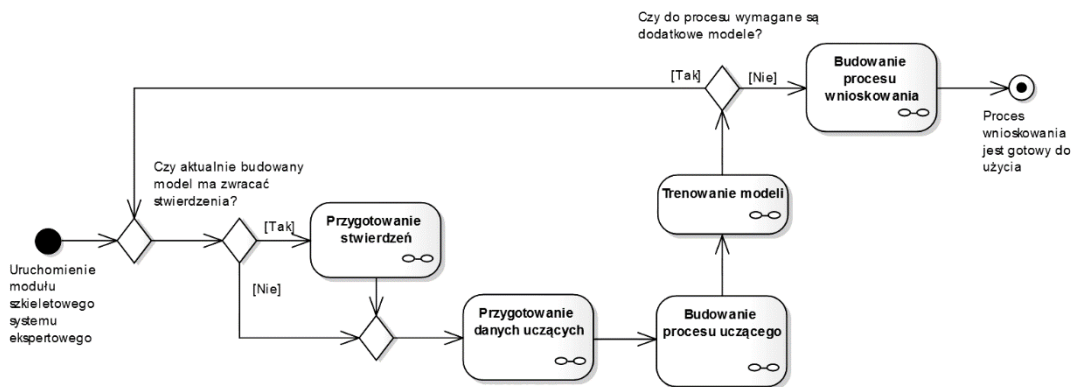 Czy do procesu wymagane są
dodatkowe modele?
[Tak]
[Nie]
Budowanie
procesu
wnioskowania
Proces
wnioskowania
jest gotowy do
użycia
Czy aktualnie budowany
model ma zwracać
stwierdzenia?
Trenowanie modeli
[Tak]
Przygotowanie
stwierdzeń
Uruchomienie
modułu
szkieletowego
systemu
ekspertowego
[Nie]
Przygotowanie
danych uczących
Budowanie
procesu uczącego